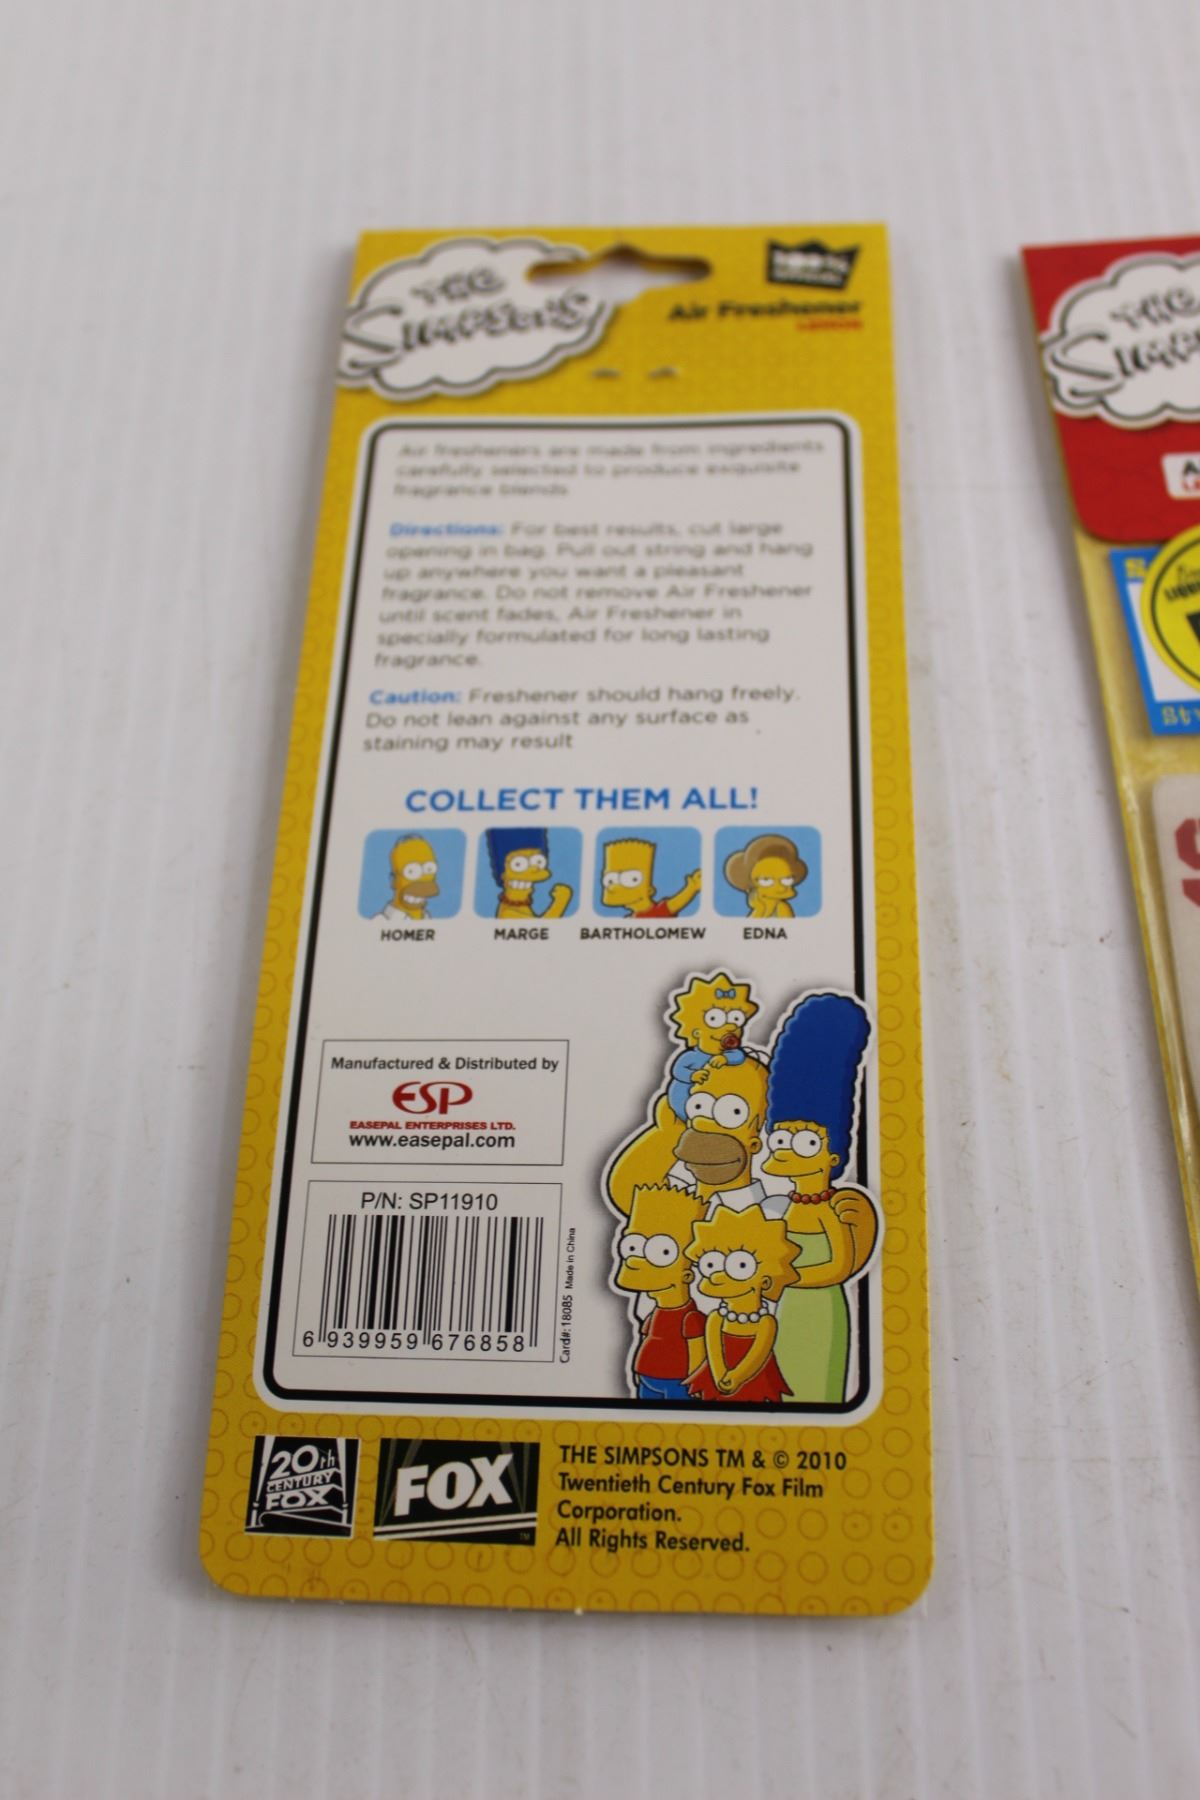 THE
SIMPSONS
100%
Air Freshener
LEMON
Air fresheners are made from ingredients
carefully selected to produce exquisite
fragrance blends
Directions: For best results, cut large
opening in bag. Pull out string and hang
up anywhere you want a pleasant
fragrance. Do not remove Air Freshener
until scent fades, Air Freshener in
specially formulated for long lasting
fragrance.
Caution: Freshener should hang freely.
Do not lean against any surface as
staining may result
COLLECT THEM ALL!
HOMER MARGE BARTHOLOMEW EDNA
Manufactured & Distributed by
ESP
EASEPAL ENTERPRISES LTD.
www.easepal.com
P/N: SP11910
6 939959 676858
Card#: 18085 Made in China
20th
CENTURY
FOX
FOX
TM
THE SIMPSONS TM & © 2010
Twentieth Century Fox Film
Corporation.
All Rights Reserved.
THE